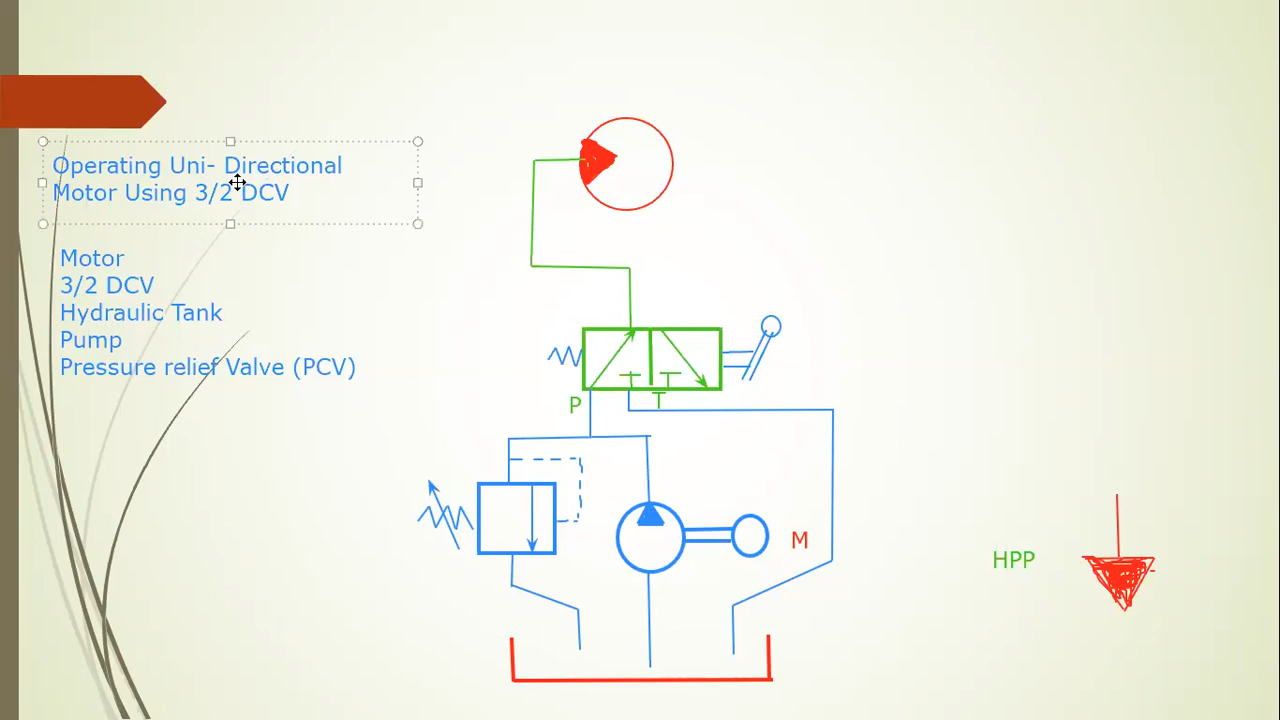 Operating Uni- Directional
Motor Using 3/2 DCV
Motor
3/2 DCV
Hydraulic Tank
Pump
Pressure relief Valve (PCV)
P
T
M
HPP